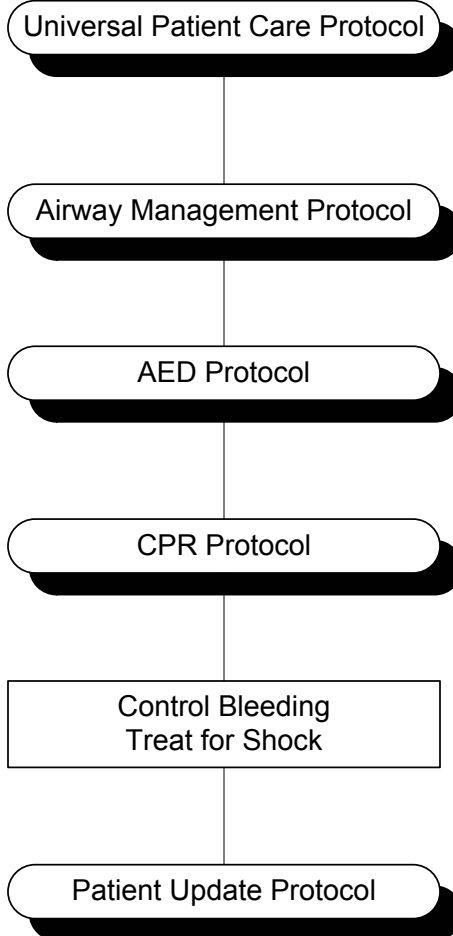 Universal Patient Care Protocol
Airway Management Protocol
AED Protocol
CPR Protocol
Control Bleeding
Treat for Shock
Patient Update Protocol